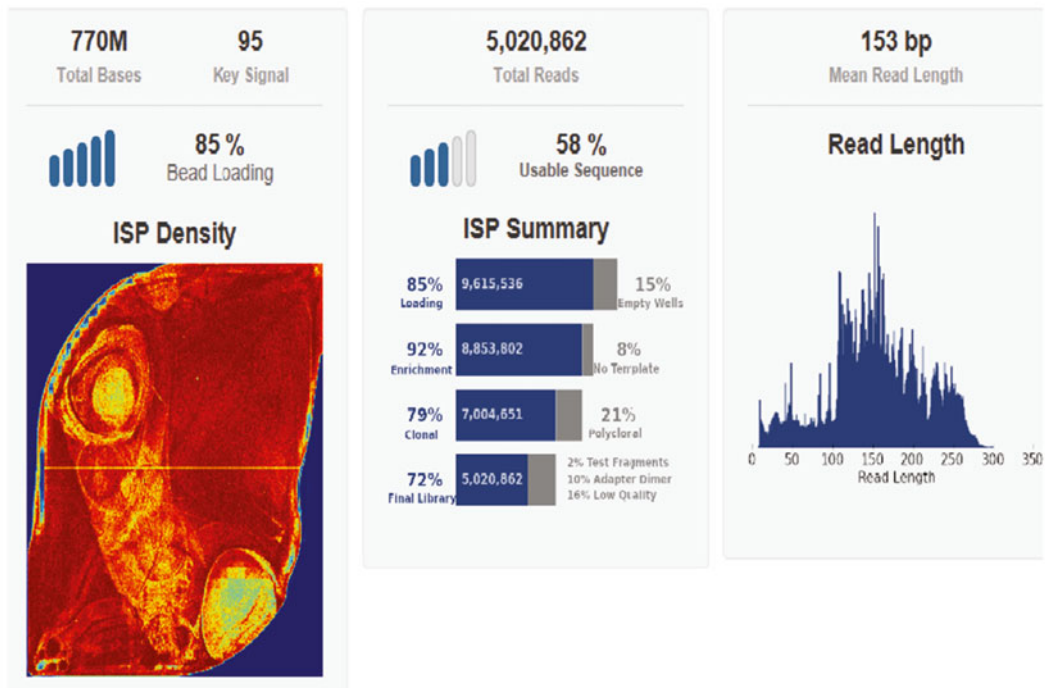 770M
Total Bases
95
Key Signal
85 %
Bead Loading
ISP Density
5,020,862
Total Reads
58 %
Usable Sequence
ISP Summary
85%
Loading
9,615,536
15%
Empty Wells
92%
Enrichment
8,853,802
8%
No Template
79%
Clonal
7,004,651
21%
Polyclonal
72%
Final Library
5,020,862
2% Test Fragments
10% Adapter Dimer
16% Low Quality
153 bp
Mean Read Length
Read Length
0 50 100 150 200 250 300 350
Read Length